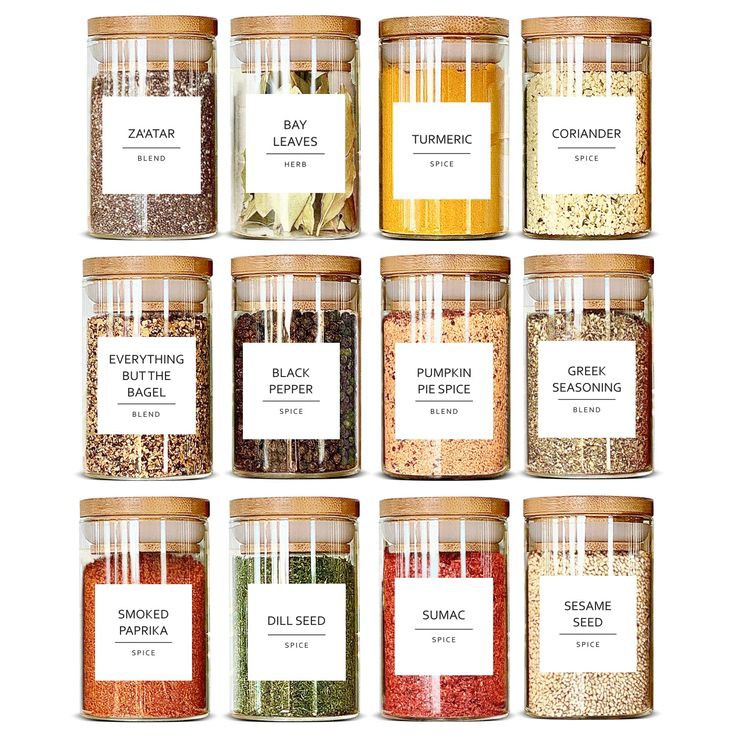 ZA'ATAR
BLEND
BAY
LEAVES
HERB
TURMERIC
SPICE
CORIANDER
SPICE
EVERYTHING
BUT THE
BAGEL
BLEND
BLACK
PEPPER
SPICE
PUMPKIN
PIE SPICE
BLEND
GREEK
SEASONING
BLEND
SMOKED
PAPRIKA
SPICE
DILL SEED
SPICE
SUMAC
SPICE
SESAME
SEED
SPICE